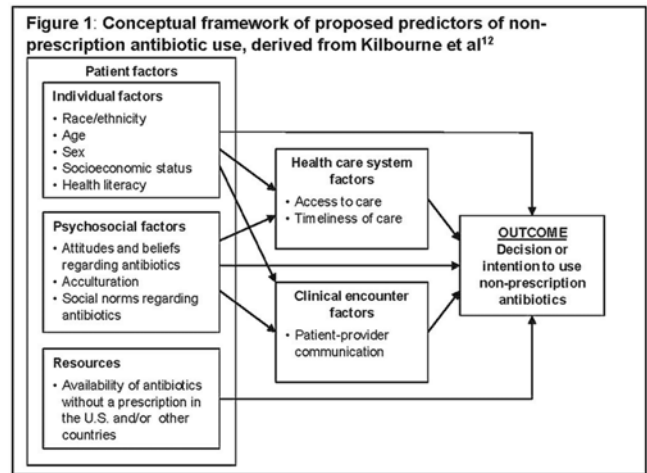 Figure 1: Conceptual framework of proposed predictors of non-
prescription antibiotic use, derived from Kilbourne et al12
Patient factors
Individual factors
• Race/ethnicity
• Age
• Sex
• Socioeconomic status
• Health literacy
Psychosocial factors
• Attitudes and beliefs
regarding antibiotics
• Acculturation
• Social norms regarding
antibiotics
Resources
• Availability of antibiotics
without a prescription in
the U.S. and/or other
countries
Health care system
factors
• Access to care
• Timeliness of care
Clinical encounter
factors
• Patient-provider
communication
OUTCOME
Decision or
intention to use
non-prescription
antibiotics